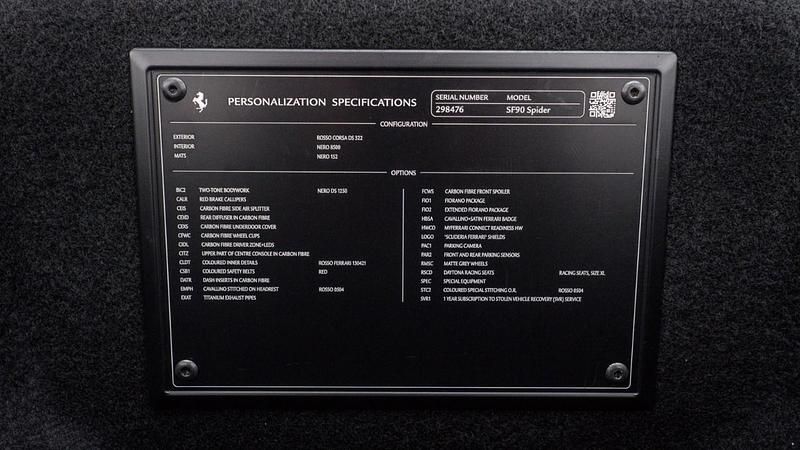 PERSONALIZATION SPECIFICATIONS
SERIAL NUMBER MODEL
298476 SF90 Spider
CONFIGURATION
EXTERIOR ROSSO CORSA DS 322
INTERIOR NERO 8500
MATS NERO 152
OPTIONS
BIC2 TWO-TONE BODYWORK NERO DS 1250
CALR RED BRAKE CALLIPERS
CEIS CARBON FIBRE SIDE AIR SPLITTER
CEXD REAR DIFFUSER IN CARBON FIBRE
CEXS CARBON FIBRE UNDERDOOR COVER
CFWC CARBON FIBRE WHEEL CUPS
CIDL CARBON FIBRE DRIVER ZONE+LEDS
CITZ UPPER PART OF CENTRE CONSOLE IN CARBON FIBRE
CLDT COLOURED INNER DETAILS ROSSO FERRARI 130421
CSB1 COLOURED SAFETY BELTS RED
DATR DASH INSERTS IN CARBON FIBRE
EMPH CAVALLINO STITCHED ON HEADREST ROSSO 0504
EXAT TITANIUM EXHAUST PIPES
FCWS CARBON FIBRE FRONT SPOILER
FIO1 FIORANO PACKAGE
FIO2 EXTENDED FIORANO PACKAGE
HBSA CAVALLINO+SATIN FERRARI BADGE
HWCO MYFERRARI CONNECT READINESS HW
LOGO "SCUDERIA FERRARI" SHIELDS
PAC1 PARKING CAMERA
PAR2 FRONT AND REAR PARKING SENSORS
RMSC MATTE GREY WHEELS
RSCD DAYTONA RACING SEATS RACING SEATS, SIZE XL
SPEC SPECIAL EQUIPMENT
STC2 COLOURED SPECIAL STITCHING O.R. ROSSO 0504
SVR1 1 YEAR SUBSCRIPTION TO STOLEN VEHICLE RECOVERY (SVR) SERVICE